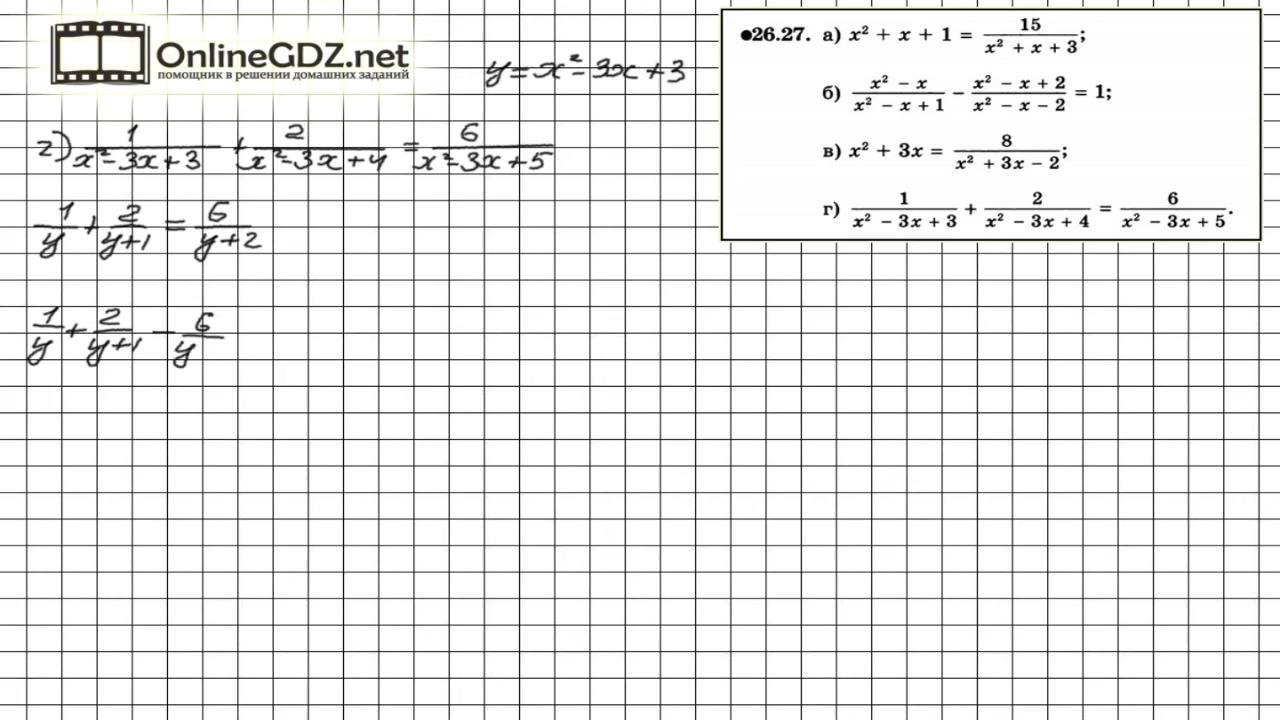 OnlineGDZ.net
помощник в решении домашних заданий
y = x² - 3x + 3
г) 1/(x² - 3x + 3) + 2/(x² - 3x + 4) = 6/(x² - 3x + 5)
1/y + 2/(y+1) = 6/(y+2)
1/y + 2/(y+1) - 6/y
●26.27. а) x² + x + 1 = 15/(x² + x + 3);
б) (x² - x)/(x² - x + 1) - (x² - x + 2)/(x² - x - 2) = 1;
в) x² + 3x = 8/(x² + 3x - 2);
г) 1/(x² - 3x + 3) + 2/(x² - 3x + 4) = 6/(x² - 3x + 5).